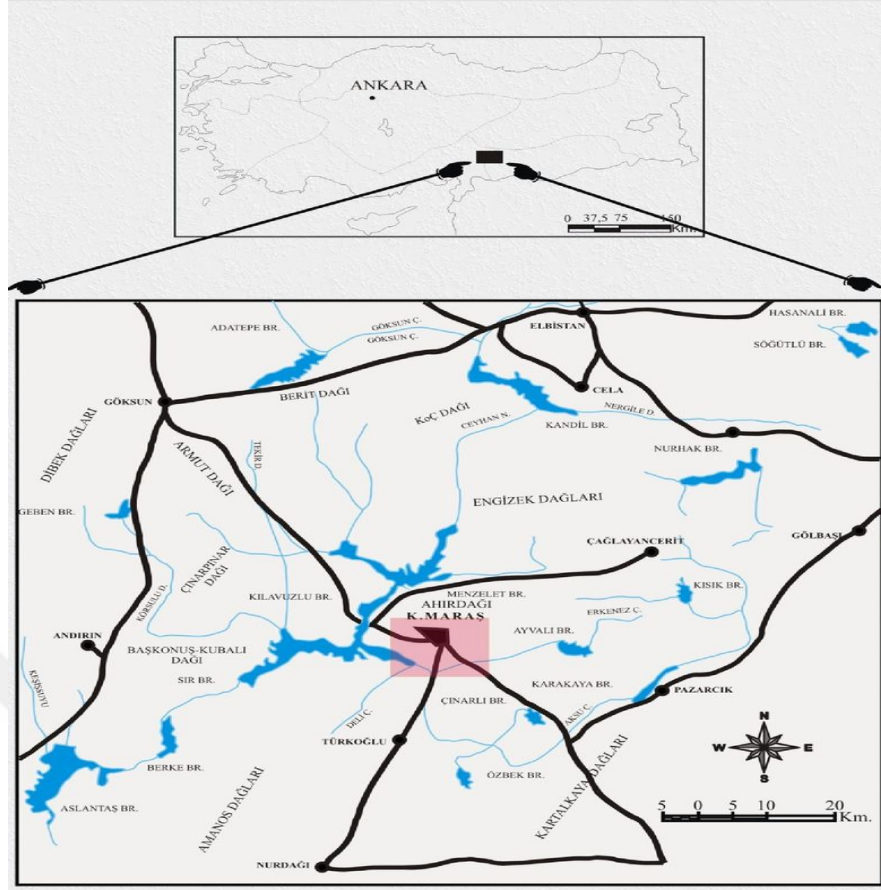 ANKARA
0 37,5 75 150
Km.
HASANALİ BR.
ADATEPE BR.
GÖKSUN Ç.
GÖKSUN Ç.
ELBİSTAN
SÖĞÜTLÜ BR.
GÖKSUN
BERİT DAĞI
CELA
KOÇ DAĞI
CEYHAN N.
NERGİLE D.
KANDİL BR.
DİBEK DAĞLARI
ARMUT DAĞI
TEKİR D.
NURHAK BR.
ENGİZEK DAĞLARI
GEBEN BR.
GÖLBAŞI
ÇAĞLAYANCERİT
ÇINARPINAR
DAĞI
KÖRSULU D.
KILAVUZLU BR.
MENZELET BR.
KISIK BR.
AHIRDAĞI
K.MARAŞ
ERKENEZ Ç.
ANDIRIN
AYVALI BR.
BAŞKONUŞ-KUBALI
DAĞI
KEŞİSSUYU
SIR BR.
KARAKAYA BR.
PAZARCIK
ÇINARLI BR.
DELİ Ç.
AKSU Ç.
TÜRKOĞLU
N
W E
S
BERKE BR.
ÖZBEK BR.
KARTALKAYA DAĞLARI
AMANOS DAĞLARI
ASLANTAŞ BR.
5 0 5 10 20
Km.
NURDAĞI